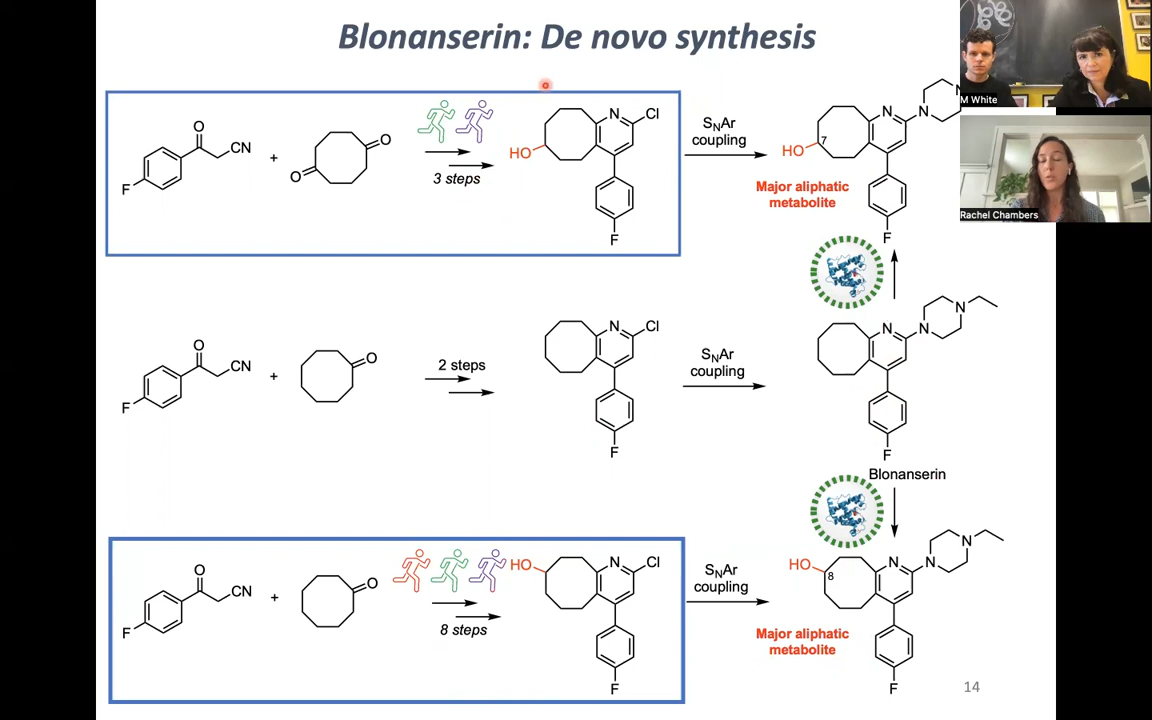 Blonanserin: De novo synthesis
M White
Rachel Chambers
F
O
CN
+
O
O
3 steps
HO
N
Cl
F
SNAr
coupling
HO
7
N
N
N
F
Major aliphatic
metabolite
F
O
CN
+
O
2 steps
N
Cl
F
SNAr
coupling
N
N
N
F
Blonanserin
F
O
CN
+
O
8 steps
HO
N
Cl
F
SNAr
coupling
HO
8
N
N
N
F
Major aliphatic
metabolite
14